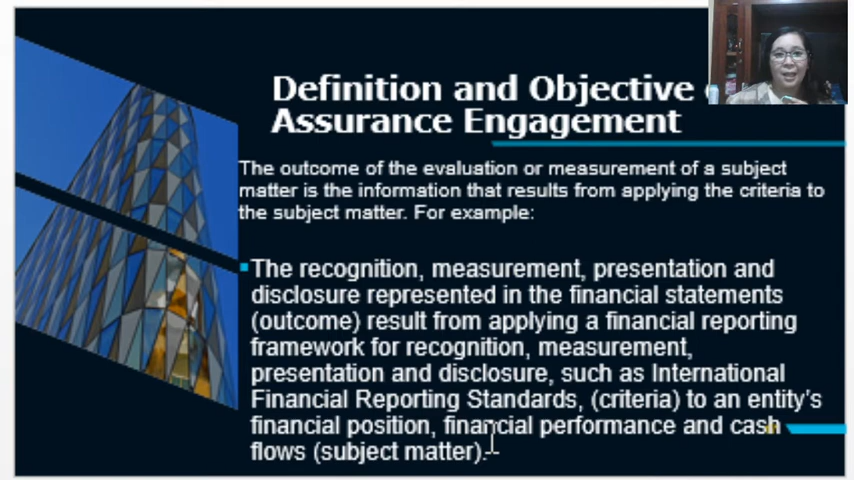 Definition and Objective
Assurance Engagement
The outcome of the evaluation or measurement of a subject
matter is the information that results from applying the criteria to
the subject matter. For example:
The recognition, measurement, presentation and
disclosure represented in the financial statements
(outcome) result from applying a financial reporting
framework for recognition, measurement,
presentation and disclosure, such as International
Financial Reporting Standards, (criteria) to an entity's
financial position, financial performance and cash
flows (subject matter).